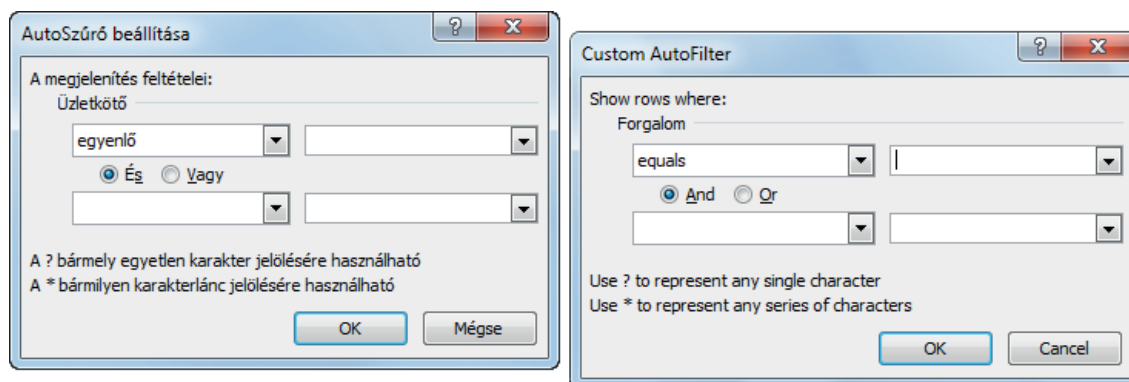 AutoSzűrő beállítása
A megjelenítés feltételei:
Üzletkötő
egyenlő
És Vagy
A ? bármely egyetlen karakter jelölésére használható
A * bármilyen karakterlánc jelölésére használható
OK Mégse
Custom AutoFilter
Show rows where:
Forgalom
equals
And Or
Use ? to represent any single character
Use * to represent any series of characters
OK Cancel